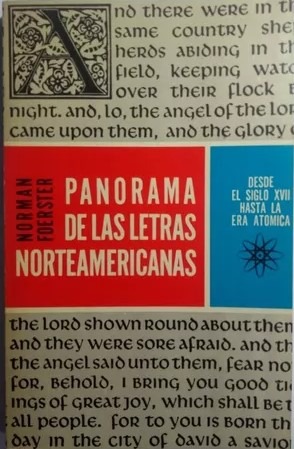 And there were in th
same country she
herds abiding in th
field, keeping watc
over their flock b
night. and, lo, the angel of the lor
came upon them, and the glory o
NORMAN
FOERSTER
PANORAMA
DE LAS LETRAS
NORTEAMERICANAS
DESDE
EL SIGLO XVII
HASTA LA
ERA ATOMICA
the lord shown round about them
and they were sore afraid. and th
the angel said unto them, fear no
for, behold, I bring you good ti
ings of great joy, which shall be t
all people. for to you is born th
day in the city of david a savio